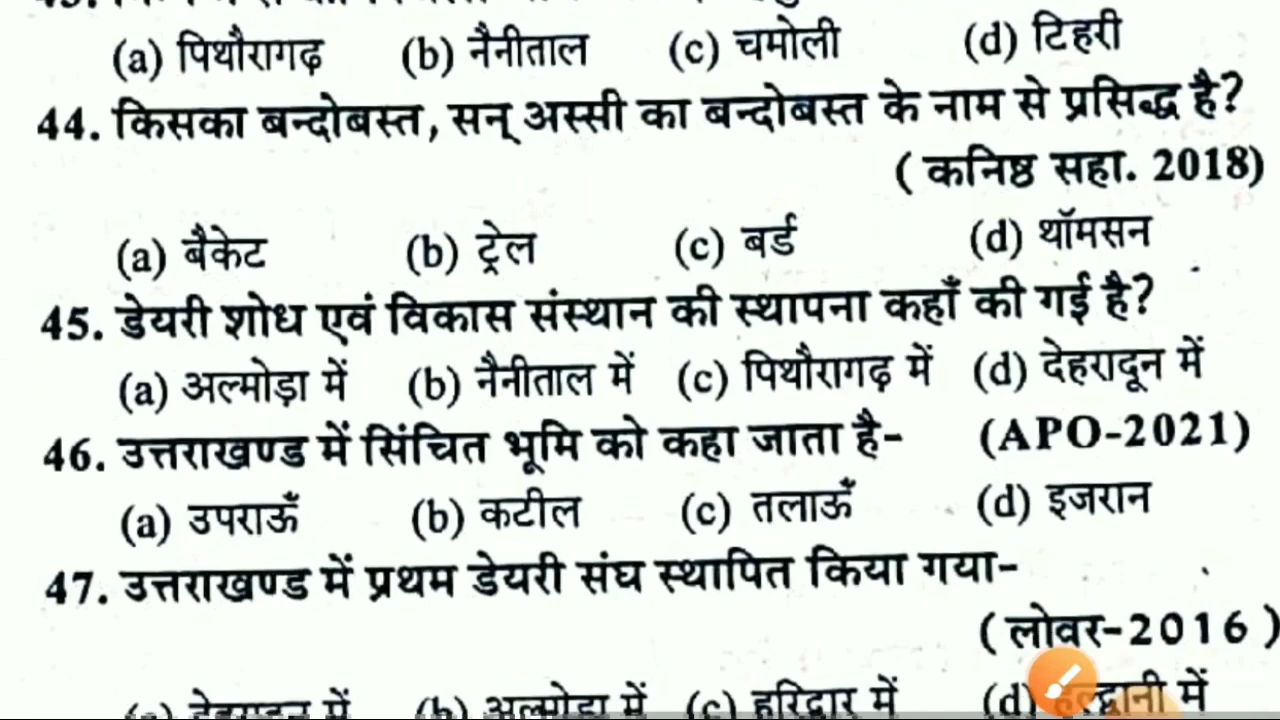 (a) पिथौरागढ़ (b) नैनीताल (c) चमोली (d) टिहरी
44. किसका बन्दोबस्त, सन् अस्सी का बन्दोबस्त के नाम से प्रसिद्ध है?
( कनिष्ठ सहा. 2018)
(a) बैकेट (b) ट्रेल (c) बर्ड (d) थॉमसन
45. डेयरी शोध एवं विकास संस्थान की स्थापना कहाँ की गई है?
(a) अल्मोड़ा में (b) नैनीताल में (c) पिथौरागढ़ में (d) देहरादून में
46. उत्तराखण्ड में सिंचित भूमि को कहा जाता है- (APO-2021)
(a) उपराऊँ (b) कटील (c) तलाऊँ (d) इजरान
47. उत्तराखण्ड में प्रथम डेयरी संघ स्थापित किया गया-
( लोवर-2016 )
(a) देहरादून में (b) अल्मोड़ा में (c) हरिद्वार में (d) हल्द्वानी में